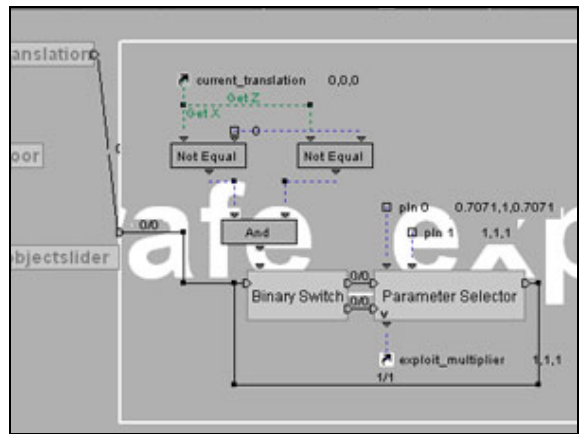 anslation
current_translation 0,0,0
Get Z
Get X
0
Not Equal Not Equal
oor
pIn 0 0.7071,1,0.7071
0/0
And
pIn 1 1,1,1
afe exp
objectslider
0/0
Binary Switch Parameter Selector
0/0
v
exploit_multiplier 1,1,1
1/1